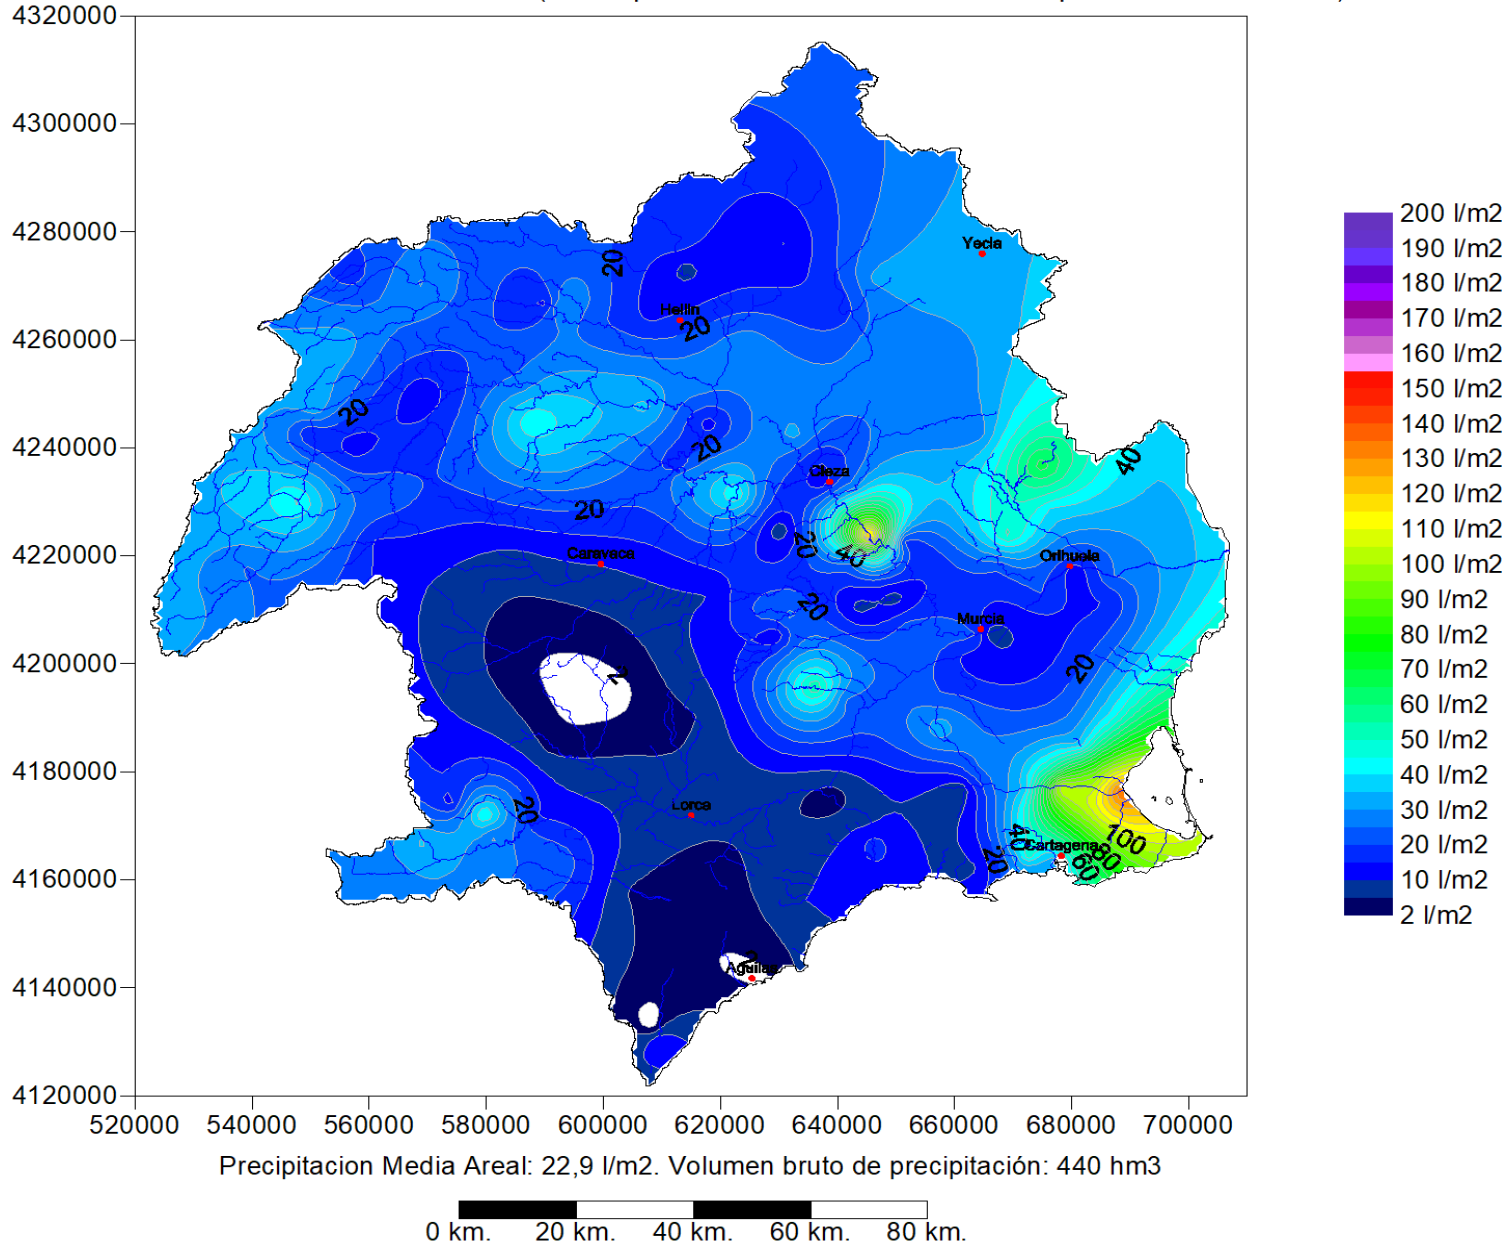 4320000
4300000
4280000
4260000
4240000
4220000
4200000
4180000
4160000
4140000
4120000
520000 540000 560000 580000 600000 620000 640000 660000 680000 700000
Yecla
20
Hellin
20
20
20
Cieza
40
20
20
40
Caravaca
Orihuela
20
Murcia
2
20
Lorca
20
40
100
Cartagena
80
60
20
2
Aguilas
200 l/m2
190 l/m2
180 l/m2
170 l/m2
160 l/m2
150 l/m2
140 l/m2
130 l/m2
120 l/m2
110 l/m2
100 l/m2
90 l/m2
80 l/m2
70 l/m2
60 l/m2
50 l/m2
40 l/m2
30 l/m2
20 l/m2
10 l/m2
2 l/m2
Precipitacion Media Areal: 22,9 l/m2. Volumen bruto de precipitación: 440 hm3
0 km. 20 km. 40 km. 60 km. 80 km.